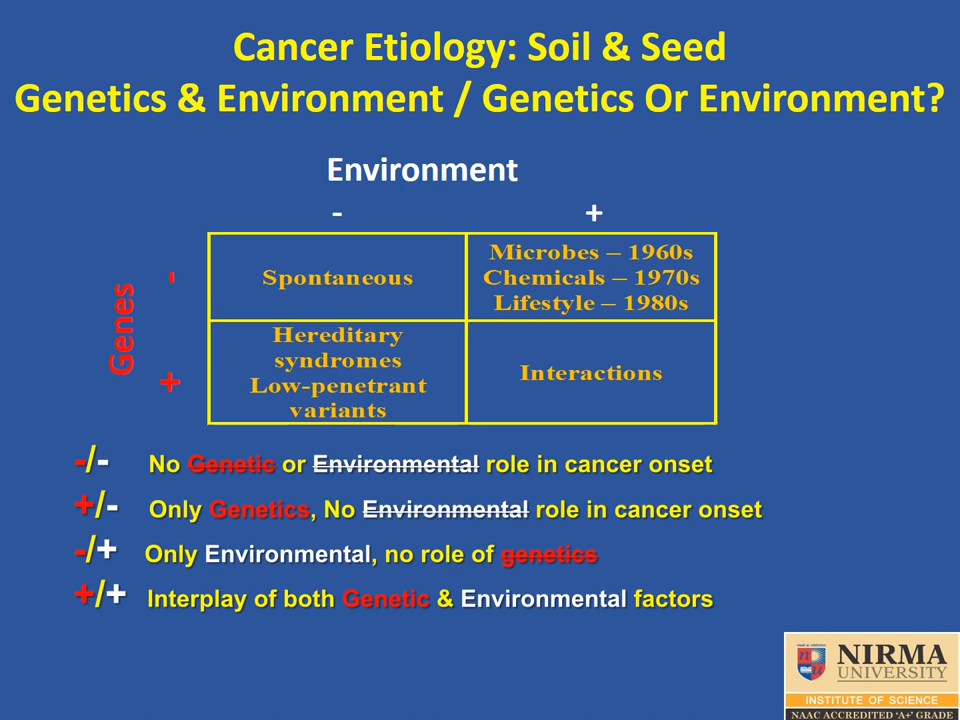 Cancer Etiology: Soil & Seed
Genetics & Environment / Genetics Or Environment?
Environment
- +
Genes
-
+
Spontaneous
Microbes – 1960s
Chemicals – 1970s
Lifestyle – 1980s
Hereditary
syndromes
Low-penetrant
variants
Interactions
-/- No Genetic or Environmental role in cancer onset
+/- Only Genetics, No Environmental role in cancer onset
-/+ Only Environmental, no role of genetics
+/+ Interplay of both Genetic & Environmental factors
NIRMA
UNIVERSITY
INSTITUTE OF SCIENCE
NAAC ACCREDITED 'A+' GRADE